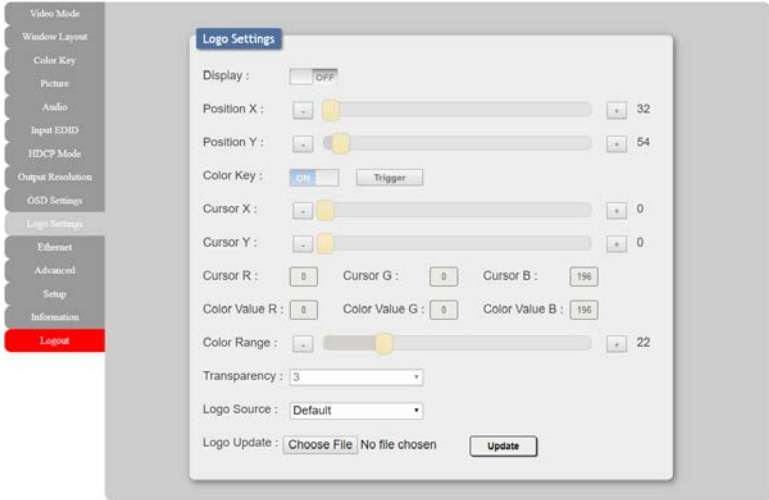 Video Mode
Window Layout
Color Key
Picture
Audio
Input EDID
HDCP Mode
Output Resolution
OSD Settings
Logo Settings
Ethernet
Advanced
Setup
Information
Logout
Logo Settings
Display : OFF
Position X : - + 32
Position Y : - + 54
Color Key : ON Trigger
Cursor X : - + 0
Cursor Y : - + 0
Cursor R : 0 Cursor G : 0 Cursor B : 196
Color Value R : 0 Color Value G : 0 Color Value B : 196
Color Range : - + 22
Transparency : 3
Logo Source : Default
Logo Update : Choose File No file chosen Update